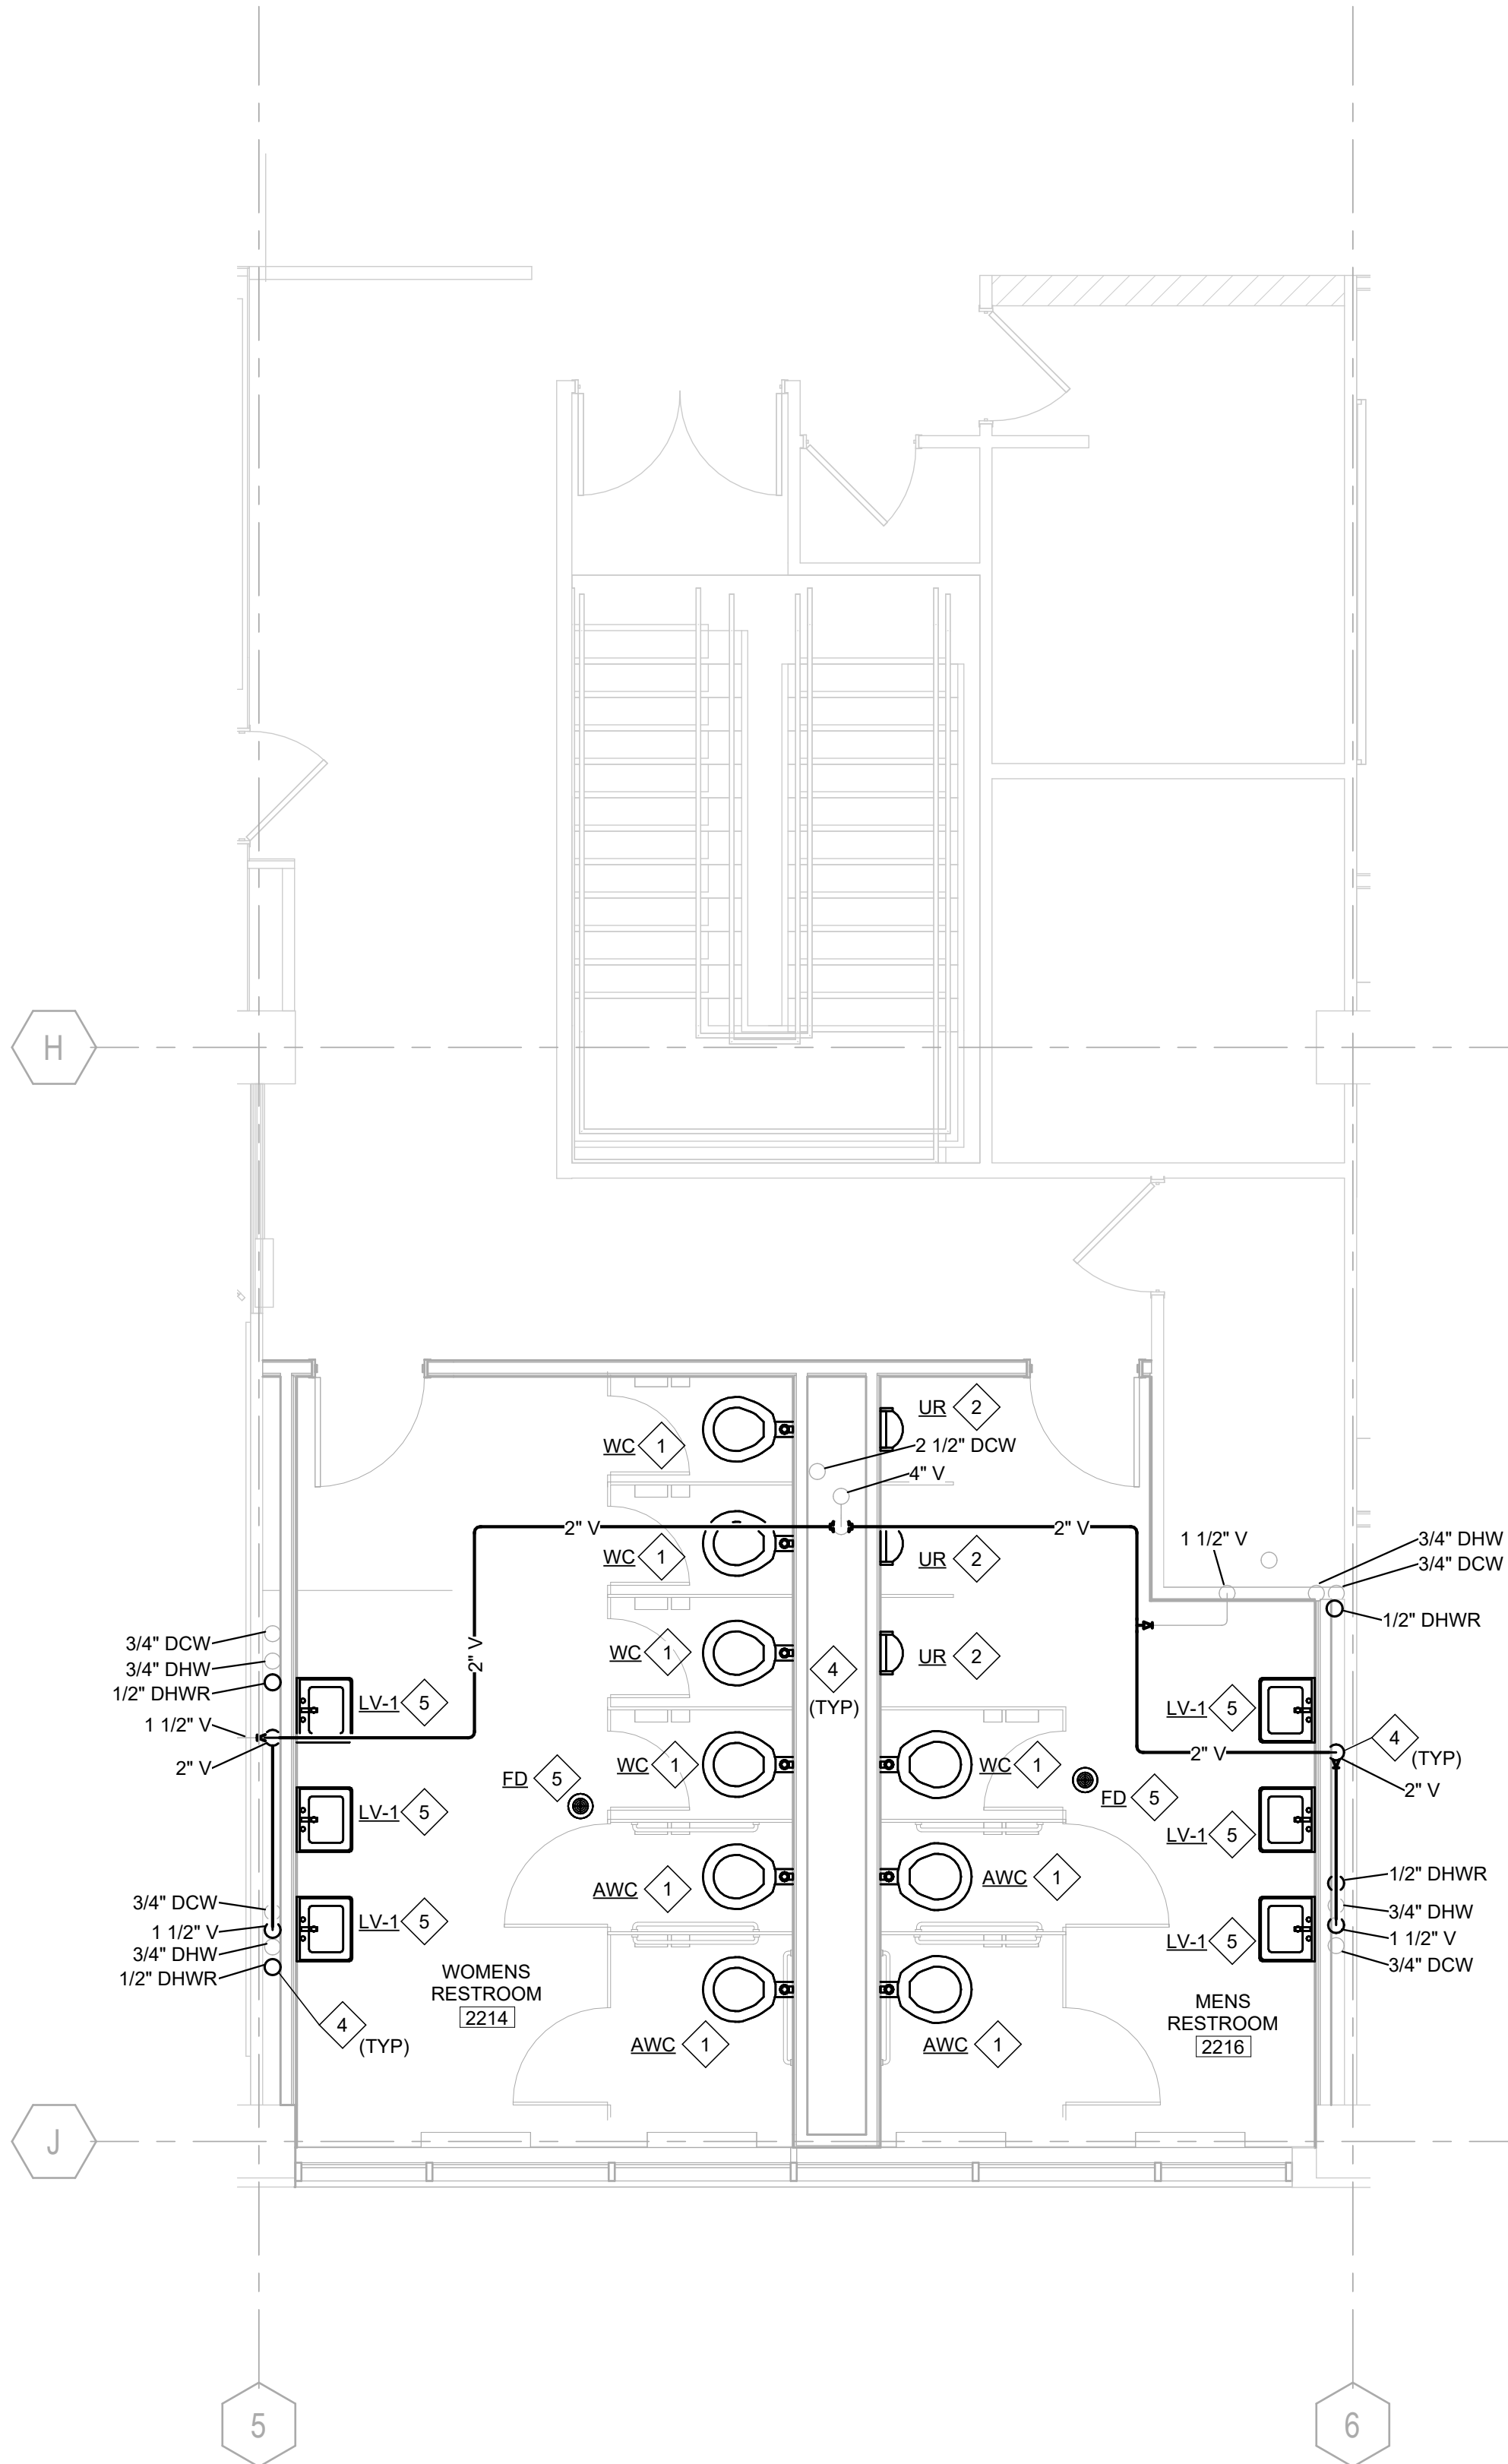 H
UR
2
2 1/2" DCW
WC
1
4" V
2" V
2" V
1 1/2" V
3/4" DHW
WC
1
UR
2
3/4" DCW
1/2" DHWR
3/4" DCW
2" V
WC
1
UR
2
3/4" DHW
4
(TYP)
1/2" DHWR
LV-1
5
LV-1
5
1 1/2" V
4
(TYP)
2" V
2" V
WC
1
WC
1
FD
5
FD
5
2" V
LV-1
5
LV-1
5
1/2" DHWR
AWC
1
AWC
1
3/4" DCW
3/4" DHW
1 1/2" V
LV-1
5
LV-1
5
1 1/2" V
3/4" DHW
3/4" DCW
1/2" DHWR
WOMENS
RESTROOM
2214
MENS
RESTROOM
2216
4
(TYP)
AWC
1
AWC
1
J
5
6